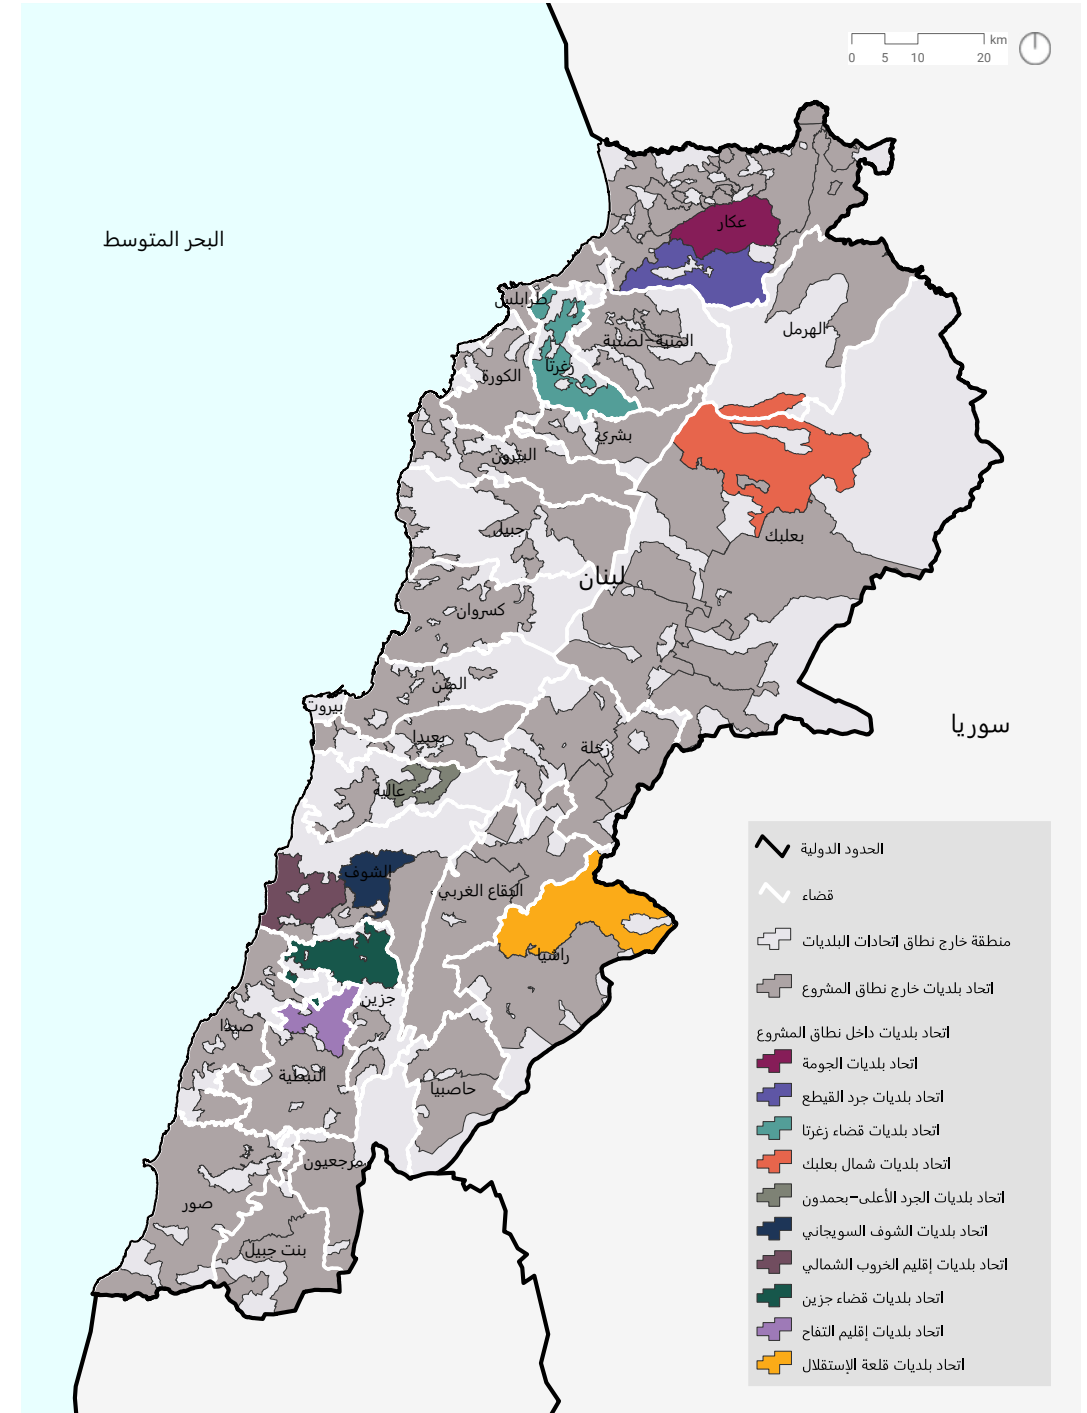 km
0 5 10 20
البحر المتوسط
عكار
طرابلس
الهرمل
المنية-لضنية
زغرتا
الكورة
بشري
البترون
جبيل
بعلبك
لبنان
كسروان
المتن
بيروت
بعبدا
زحلة
سوريا
عاليه
الشوف
البقاع الغربي
راشيا
جزين
صيدا
النبطية
حاصبيا
مرجعيون
صور
بنت جبيل
الحدود الدولية
قضاء
منطقة خارج نطاق اتحادات البلديات
اتحاد بلديات خارج نطاق المشروع
اتحاد بلديات داخل نطاق المشروع
اتحاد بلديات الجومة
اتحاد بلديات جرد القيطع
اتحاد بلديات قضاء زغرتا
اتحاد بلديات شمال بعلبك
اتحاد بلديات الجرد الأعلى-بحمدون
اتحاد بلديات الشوف السويجاني
اتحاد بلديات إقليم الخروب الشمالي
اتحاد بلديات قضاء جزين
اتحاد بلديات إقليم التفاح
اتحاد بلديات قلعة الإستقلال